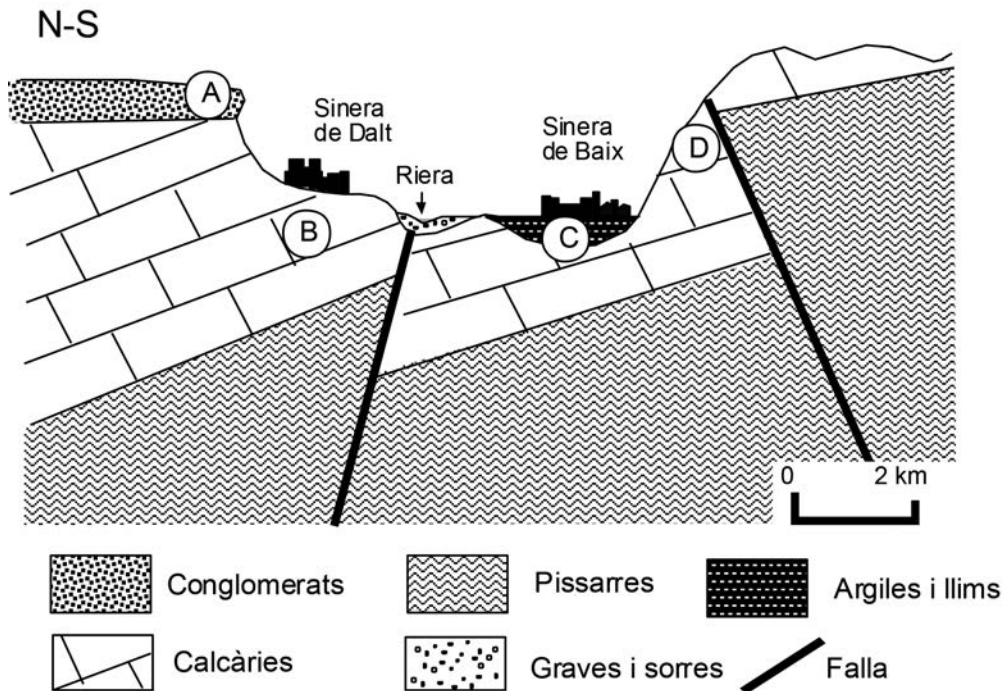 N-S
A
Sinera
de Dalt
Riera
Sinera
de Baix
D
B
C
0 2 km
Conglomerats
Pissarres
Argiles i llims
Calcàries
Graves i sorres
Falla